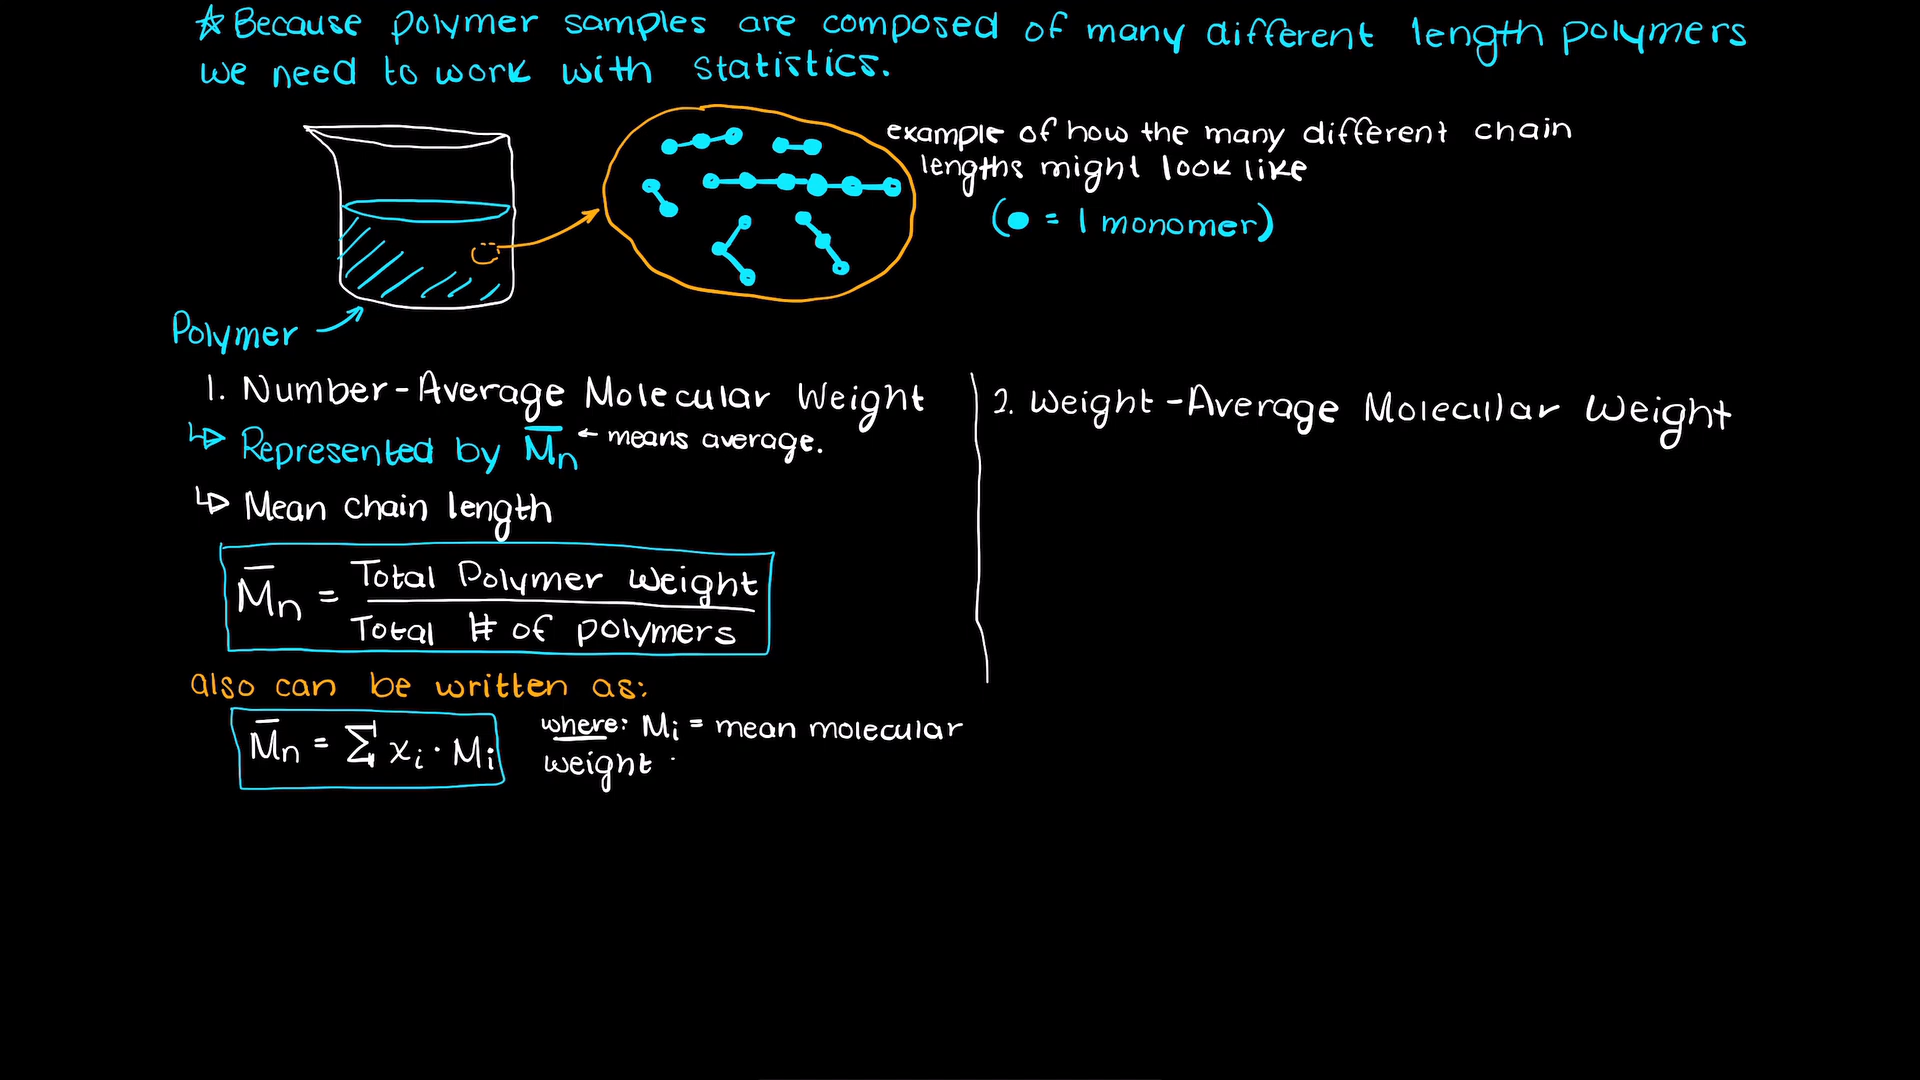 ☆ Because polymer samples are composed of many different length polymers
we need to work with statistics.
example of how the many different chain
lengths might look like
(● = 1 monomer)
Polymer →
1. Number-Average Molecular Weight
↳ Represented by M̅n ← means average.
↳ Mean chain length
M̅n = Total Polymer Weight
Total # of polymers
also can be written as:
M̅n = Σ xi · Mi
where: Mi = mean molecular
weight
2. Weight-Average Molecular Weight